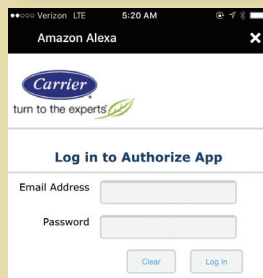 Verizon LTE 5:20 AM
Amazon Alexa
Carrier
turn to the experts
Log in to Authorize App
Email Address
Password
Clear Log In